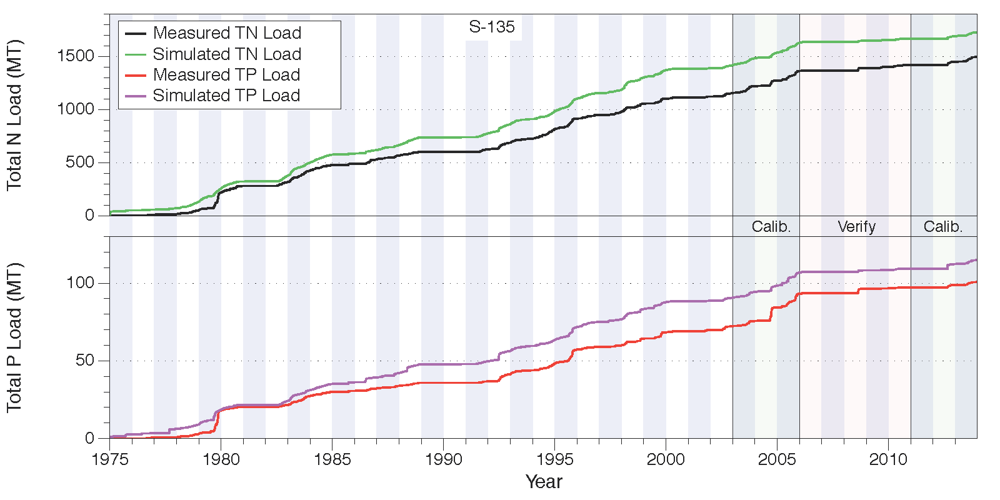 S-135
Measured TN Load
Simulated TN Load
Measured TP Load
Simulated TP Load
Total N Load (MT)
1500
1000
500
0
Calib.
Verify
Calib.
Total P Load (MT)
100
50
0
1975
1980
1985
1990
1995
2000
2005
2010
Year